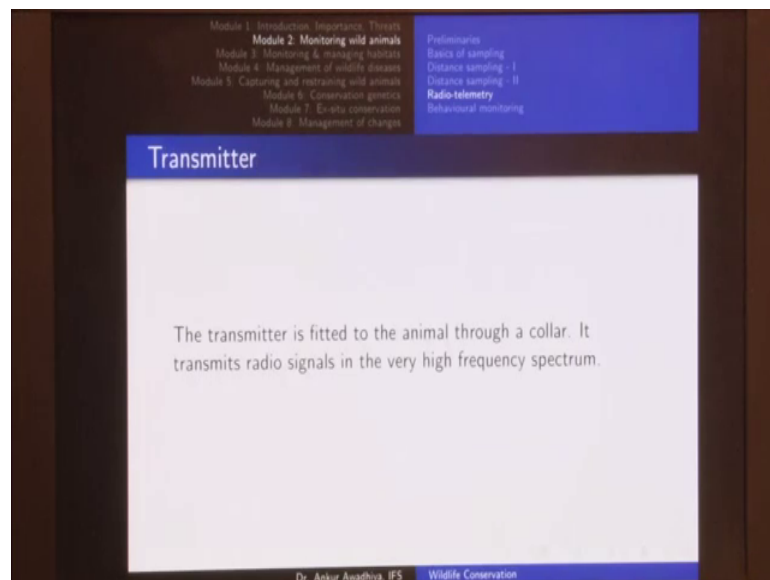 Module 1: Introduction, Importance, Threats
Module 2: Monitoring wild animals
Module 3: Monitoring & managing habitats
Module 4: Management of wildlife diseases
Module 5: Capturing and restraining wild animals
Module 6: Conservation genetics
Module 7: Ex-situ conservation
Module 8: Management of changes
Preliminaries
Basics of sampling
Distance sampling - I
Distance sampling - II
Radio-telemetry
Behavioural monitoring
Transmitter
The transmitter is fitted to the animal through a collar. It
transmits radio signals in the very high frequency spectrum.
Dr. Ankur Awadhiya, IFS
Wildlife Conservation